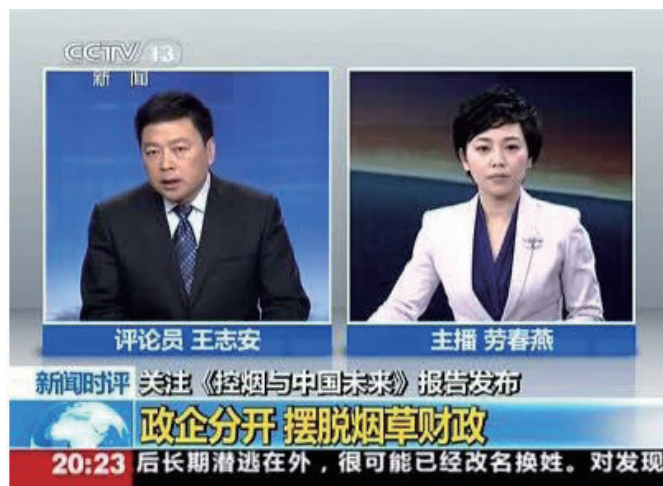 CCTV 13
新闻
评论员 王志安
主播 劳春燕
新闻时评 关注《控烟与中国未来》报告发布
政企分开 摆脱烟草财政
20:23 后长期潜逃在外，很可能已经改名换姓。对发现